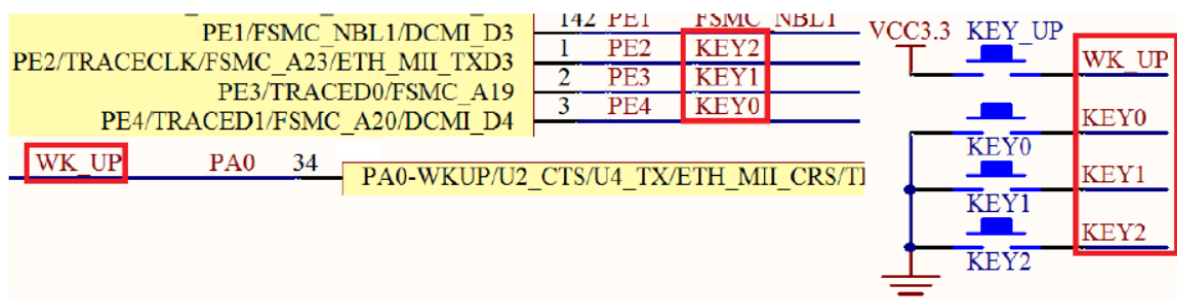 PE1/FSMC_NBL1/DCMI_D3 142 PE1 FSMC_NBL1
PE2/TRACECLK/FSMC_A23/ETH_MII_TXD3 1 PE2 KEY2
PE3/TRACED0/FSMC_A19 2 PE3 KEY1
PE4/TRACED1/FSMC_A20/DCMI_D4 3 PE4 KEY0
WK_UP PA0 34 PA0-WKUP/U2_CTS/U4_TX/ETH_MII_CRS/
VCC3.3 KEY_UP
WK_UP
KEY0
KEY0
KEY1
KEY1
KEY2
KEY2